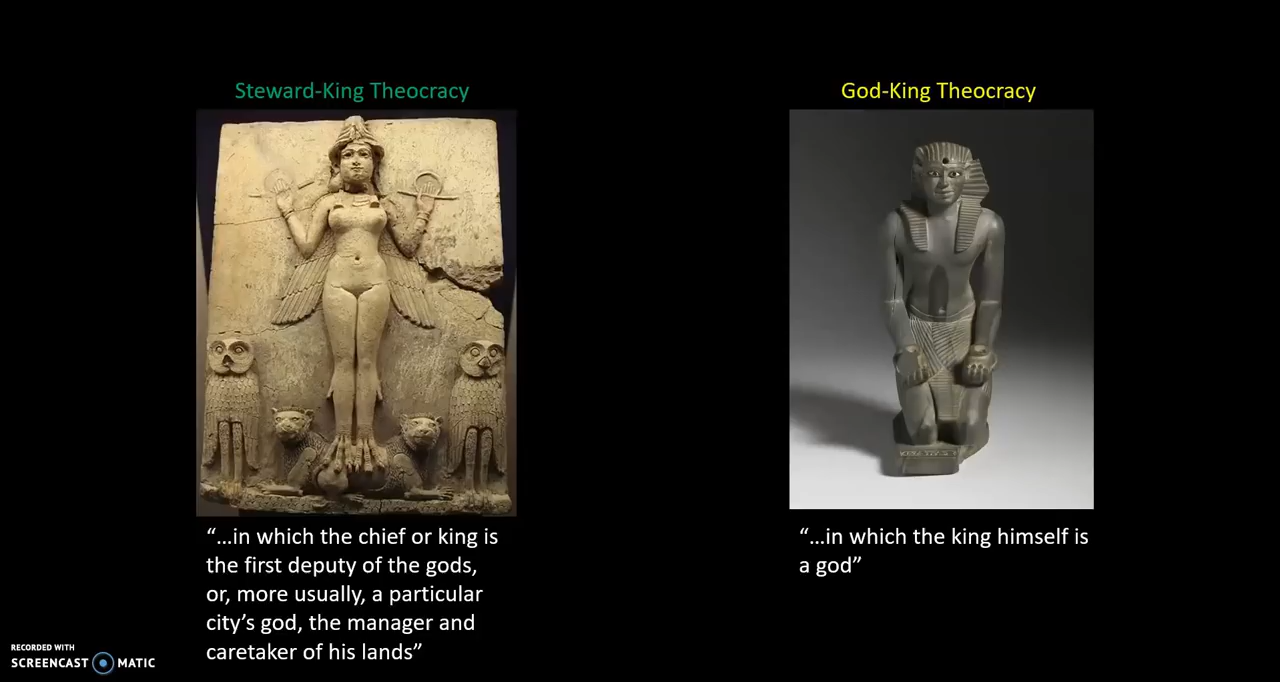 Steward-King Theocracy
God-King Theocracy
“...in which the chief or king is
the first deputy of the gods,
or, more usually, a particular
city’s god, the manager and
caretaker of his lands”
“...in which the king himself is
a god”
RECORDED WITH
SCREENCAST MATIC